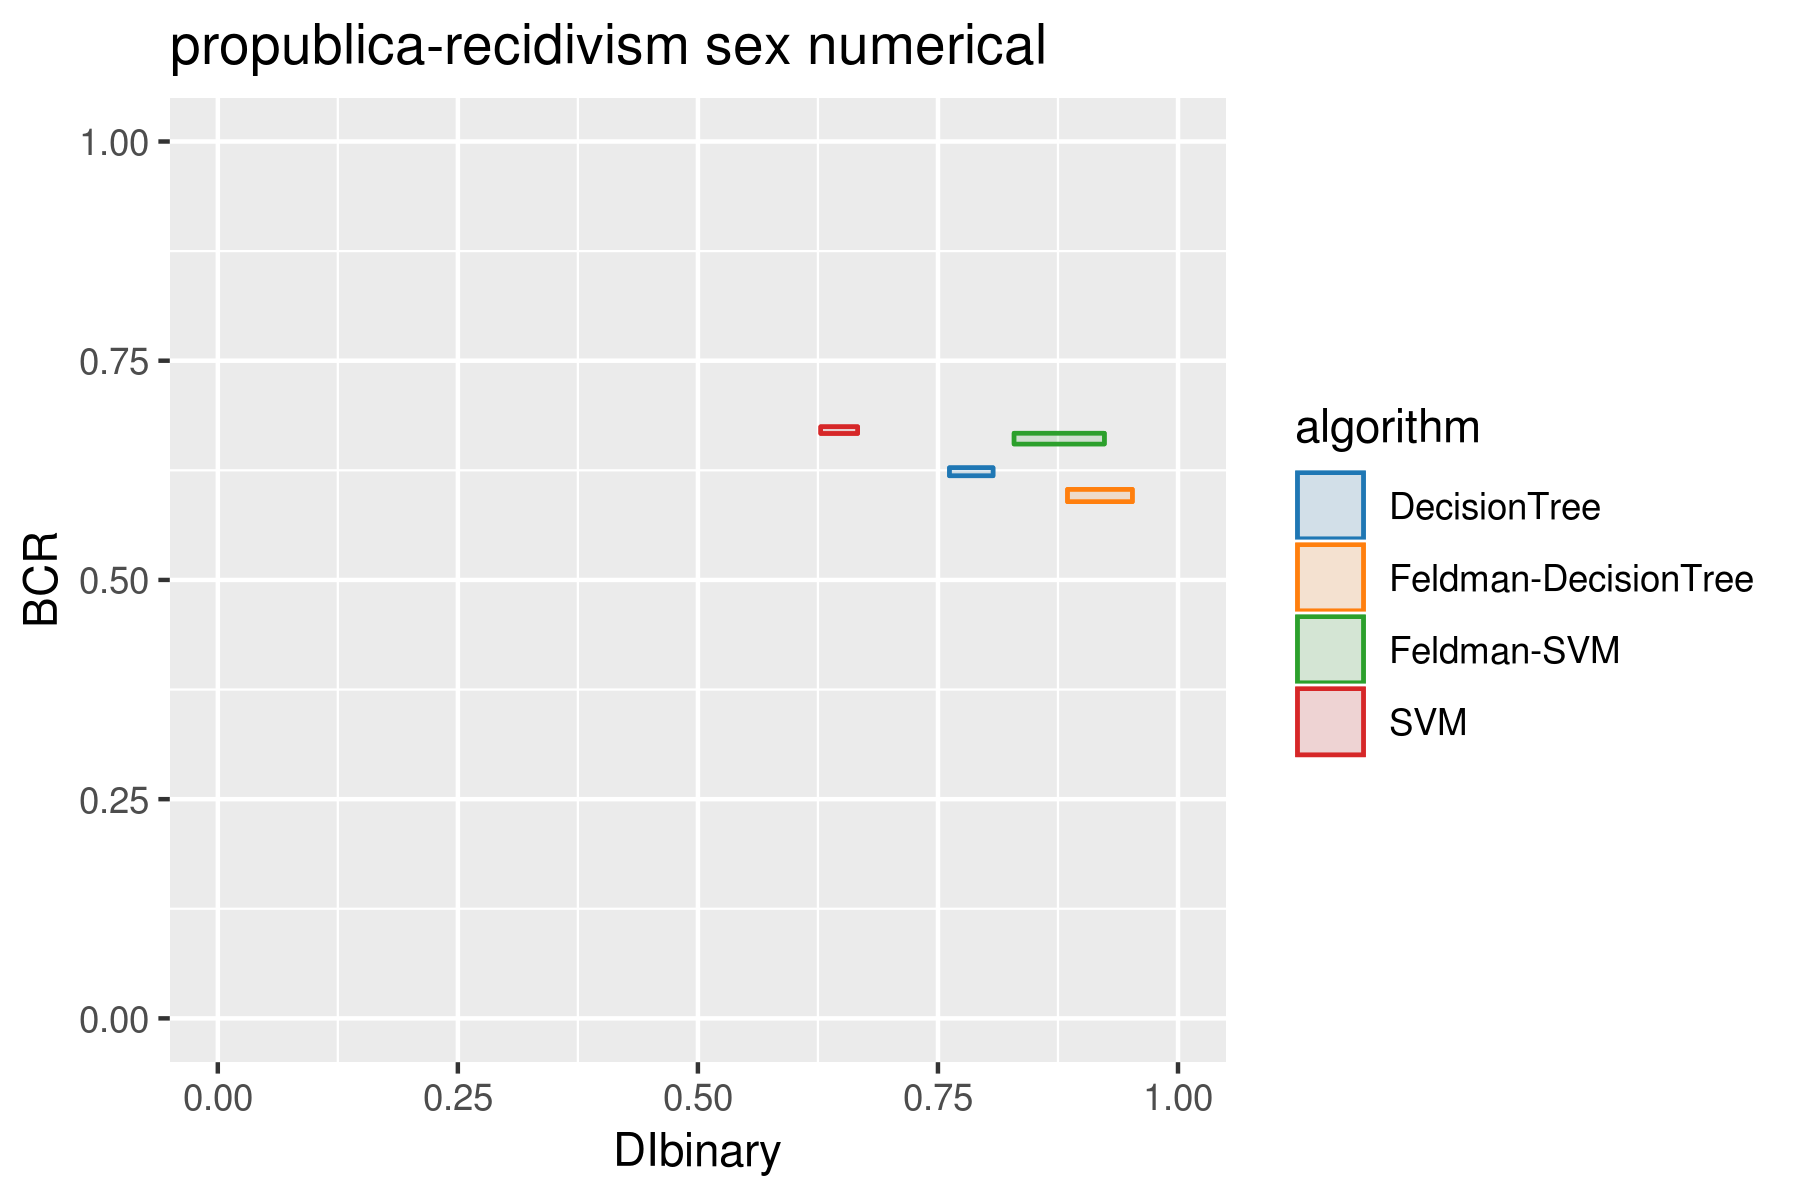 propublica-recidivism sex numerical
1.00
0.75
0.50
0.25
0.00
BCR
0.00 0.25 0.50 0.75 1.00
DIbinary
algorithm
DecisionTree
Feldman-DecisionTree
Feldman-SVM
SVM